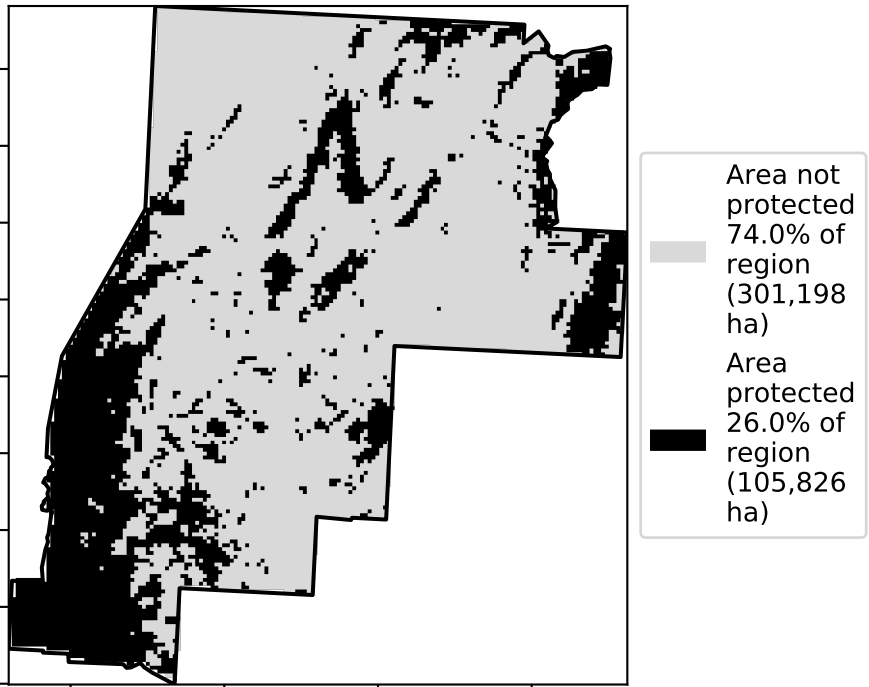 Area not
protected
74.0% of
region
(301,198
ha)
Area
protected
26.0% of
region
(105,826
ha)